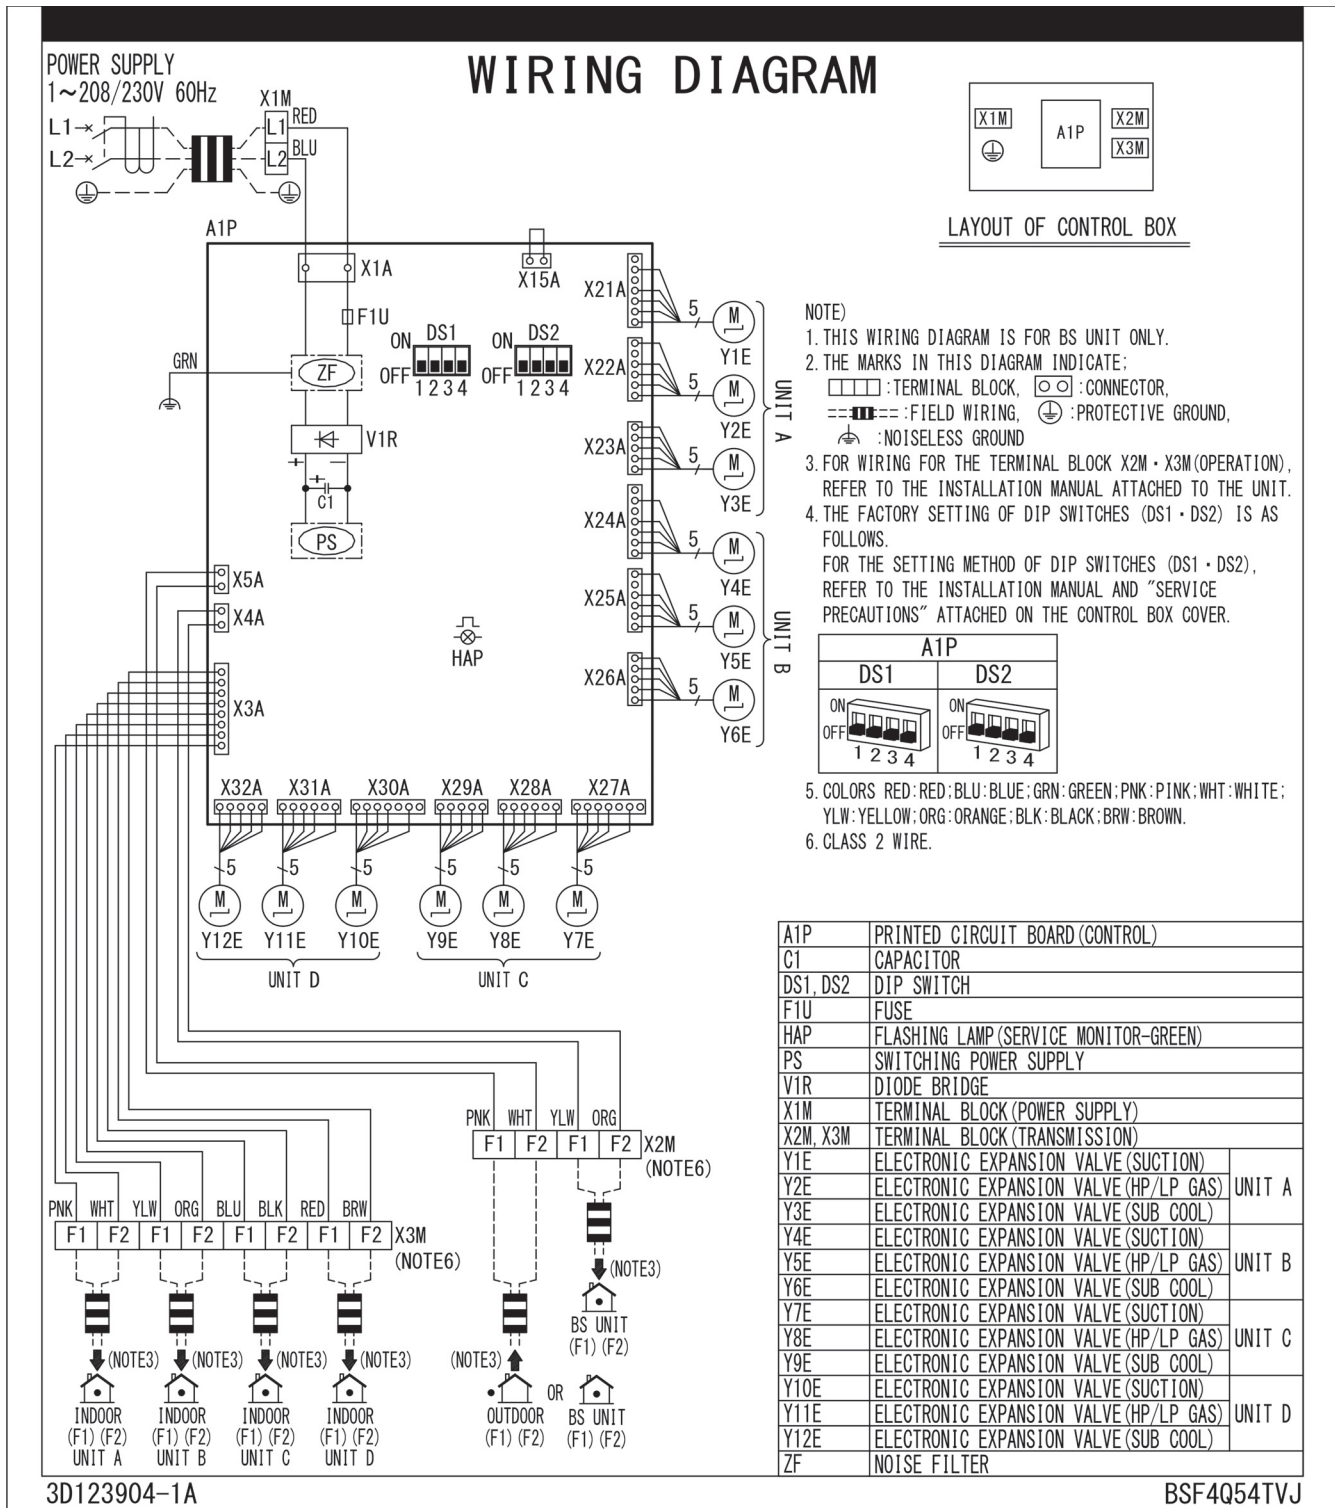 WIRING DIAGRAM
POWER SUPPLY
1~208/230V 60Hz
X1M
L1
L1
RED
L2
L2
BLU
X1M
A1P
X2M
X3M
LAYOUT OF CONTROL BOX
A1P
X1A
X15A
F1U
GRN
ZF
V1R
+ -
+
C1
PS
ON DS1
OFF
1 2 3 4
ON DS2
OFF
1 2 3 4
X21A
5
M
Y1E
X22A
5
M
Y2E
X23A
5
M
Y3E
UNIT A
X24A
5
M
Y4E
X25A
5
M
Y5E
X26A
5
M
Y6E
UNIT B
X5A
X4A
X3A
HAP
X32A X31A X30A X29A X28A X27A
5 5 5 5 5 5
M M M M M M
Y12E Y11E Y10E Y9E Y8E Y7E
UNIT D UNIT C
NOTE)
1. THIS WIRING DIAGRAM IS FOR BS UNIT ONLY.
2. THE MARKS IN THIS DIAGRAM INDICATE;
:TERMINAL BLOCK, :CONNECTOR,
:FIELD WIRING, :PROTECTIVE GROUND,
:NOISELESS GROUND
3. FOR WIRING FOR THE TERMINAL BLOCK X2M・X3M(OPERATION),
REFER TO THE INSTALLATION MANUAL ATTACHED TO THE UNIT.
4. THE FACTORY SETTING OF DIP SWITCHES (DS1・DS2) IS AS
FOLLOWS.
FOR THE SETTING METHOD OF DIP SWITCHES (DS1・DS2),
REFER TO THE INSTALLATION MANUAL AND "SERVICE
PRECAUTIONS" ATTACHED ON THE CONTROL BOX COVER.
A1P
DS1 DS2
ON ON
OFF OFF
1 2 3 4 1 2 3 4
5. COLORS RED:RED;BLU:BLUE;GRN:GREEN;PNK:PINK;WHT:WHITE;
YLW:YELLOW;ORG:ORANGE;BLK:BLACK;BRW:BROWN.
6. CLASS 2 WIRE.
PNK WHT YLW ORG
F1 F2 F1 F2 X2M
(NOTE6)
(NOTE3)
BS UNIT
(F1)(F2)
(NOTE3)
OR
OUTDOOR BS UNIT
(F1)(F2) (F1)(F2)
PNK WHT YLW ORG BLU BLK RED BRW
F1 F2 F1 F2 F1 F2 F1 F2 X3M
(NOTE6)
(NOTE3) (NOTE3) (NOTE3) (NOTE3)
INDOOR INDOOR INDOOR INDOOR
(F1)(F2) (F1)(F2) (F1)(F2) (F1)(F2)
UNIT A UNIT B UNIT C UNIT D
A1P PRINTED CIRCUIT BOARD(CONTROL)
C1 CAPACITOR
DS1, DS2 DIP SWITCH
F1U FUSE
HAP FLASHING LAMP(SERVICE MONITOR-GREEN)
PS SWITCHING POWER SUPPLY
V1R DIODE BRIDGE
X1M TERMINAL BLOCK(POWER SUPPLY)
X2M, X3M TERMINAL BLOCK(TRANSMISSION)
Y1E ELECTRONIC EXPANSION VALVE(SUCTION)
Y2E ELECTRONIC EXPANSION VALVE(HP/LP GAS) UNIT A
Y3E ELECTRONIC EXPANSION VALVE(SUB COOL)
Y4E ELECTRONIC EXPANSION VALVE(SUCTION)
Y5E ELECTRONIC EXPANSION VALVE(HP/LP GAS) UNIT B
Y6E ELECTRONIC EXPANSION VALVE(SUB COOL)
Y7E ELECTRONIC EXPANSION VALVE(SUCTION)
Y8E ELECTRONIC EXPANSION VALVE(HP/LP GAS) UNIT C
Y9E ELECTRONIC EXPANSION VALVE(SUB COOL)
Y10E ELECTRONIC EXPANSION VALVE(SUCTION)
Y11E ELECTRONIC EXPANSION VALVE(HP/LP GAS) UNIT D
Y12E ELECTRONIC EXPANSION VALVE(SUB COOL)
ZF NOISE FILTER
3D123904-1A
BSF4Q54TVJ